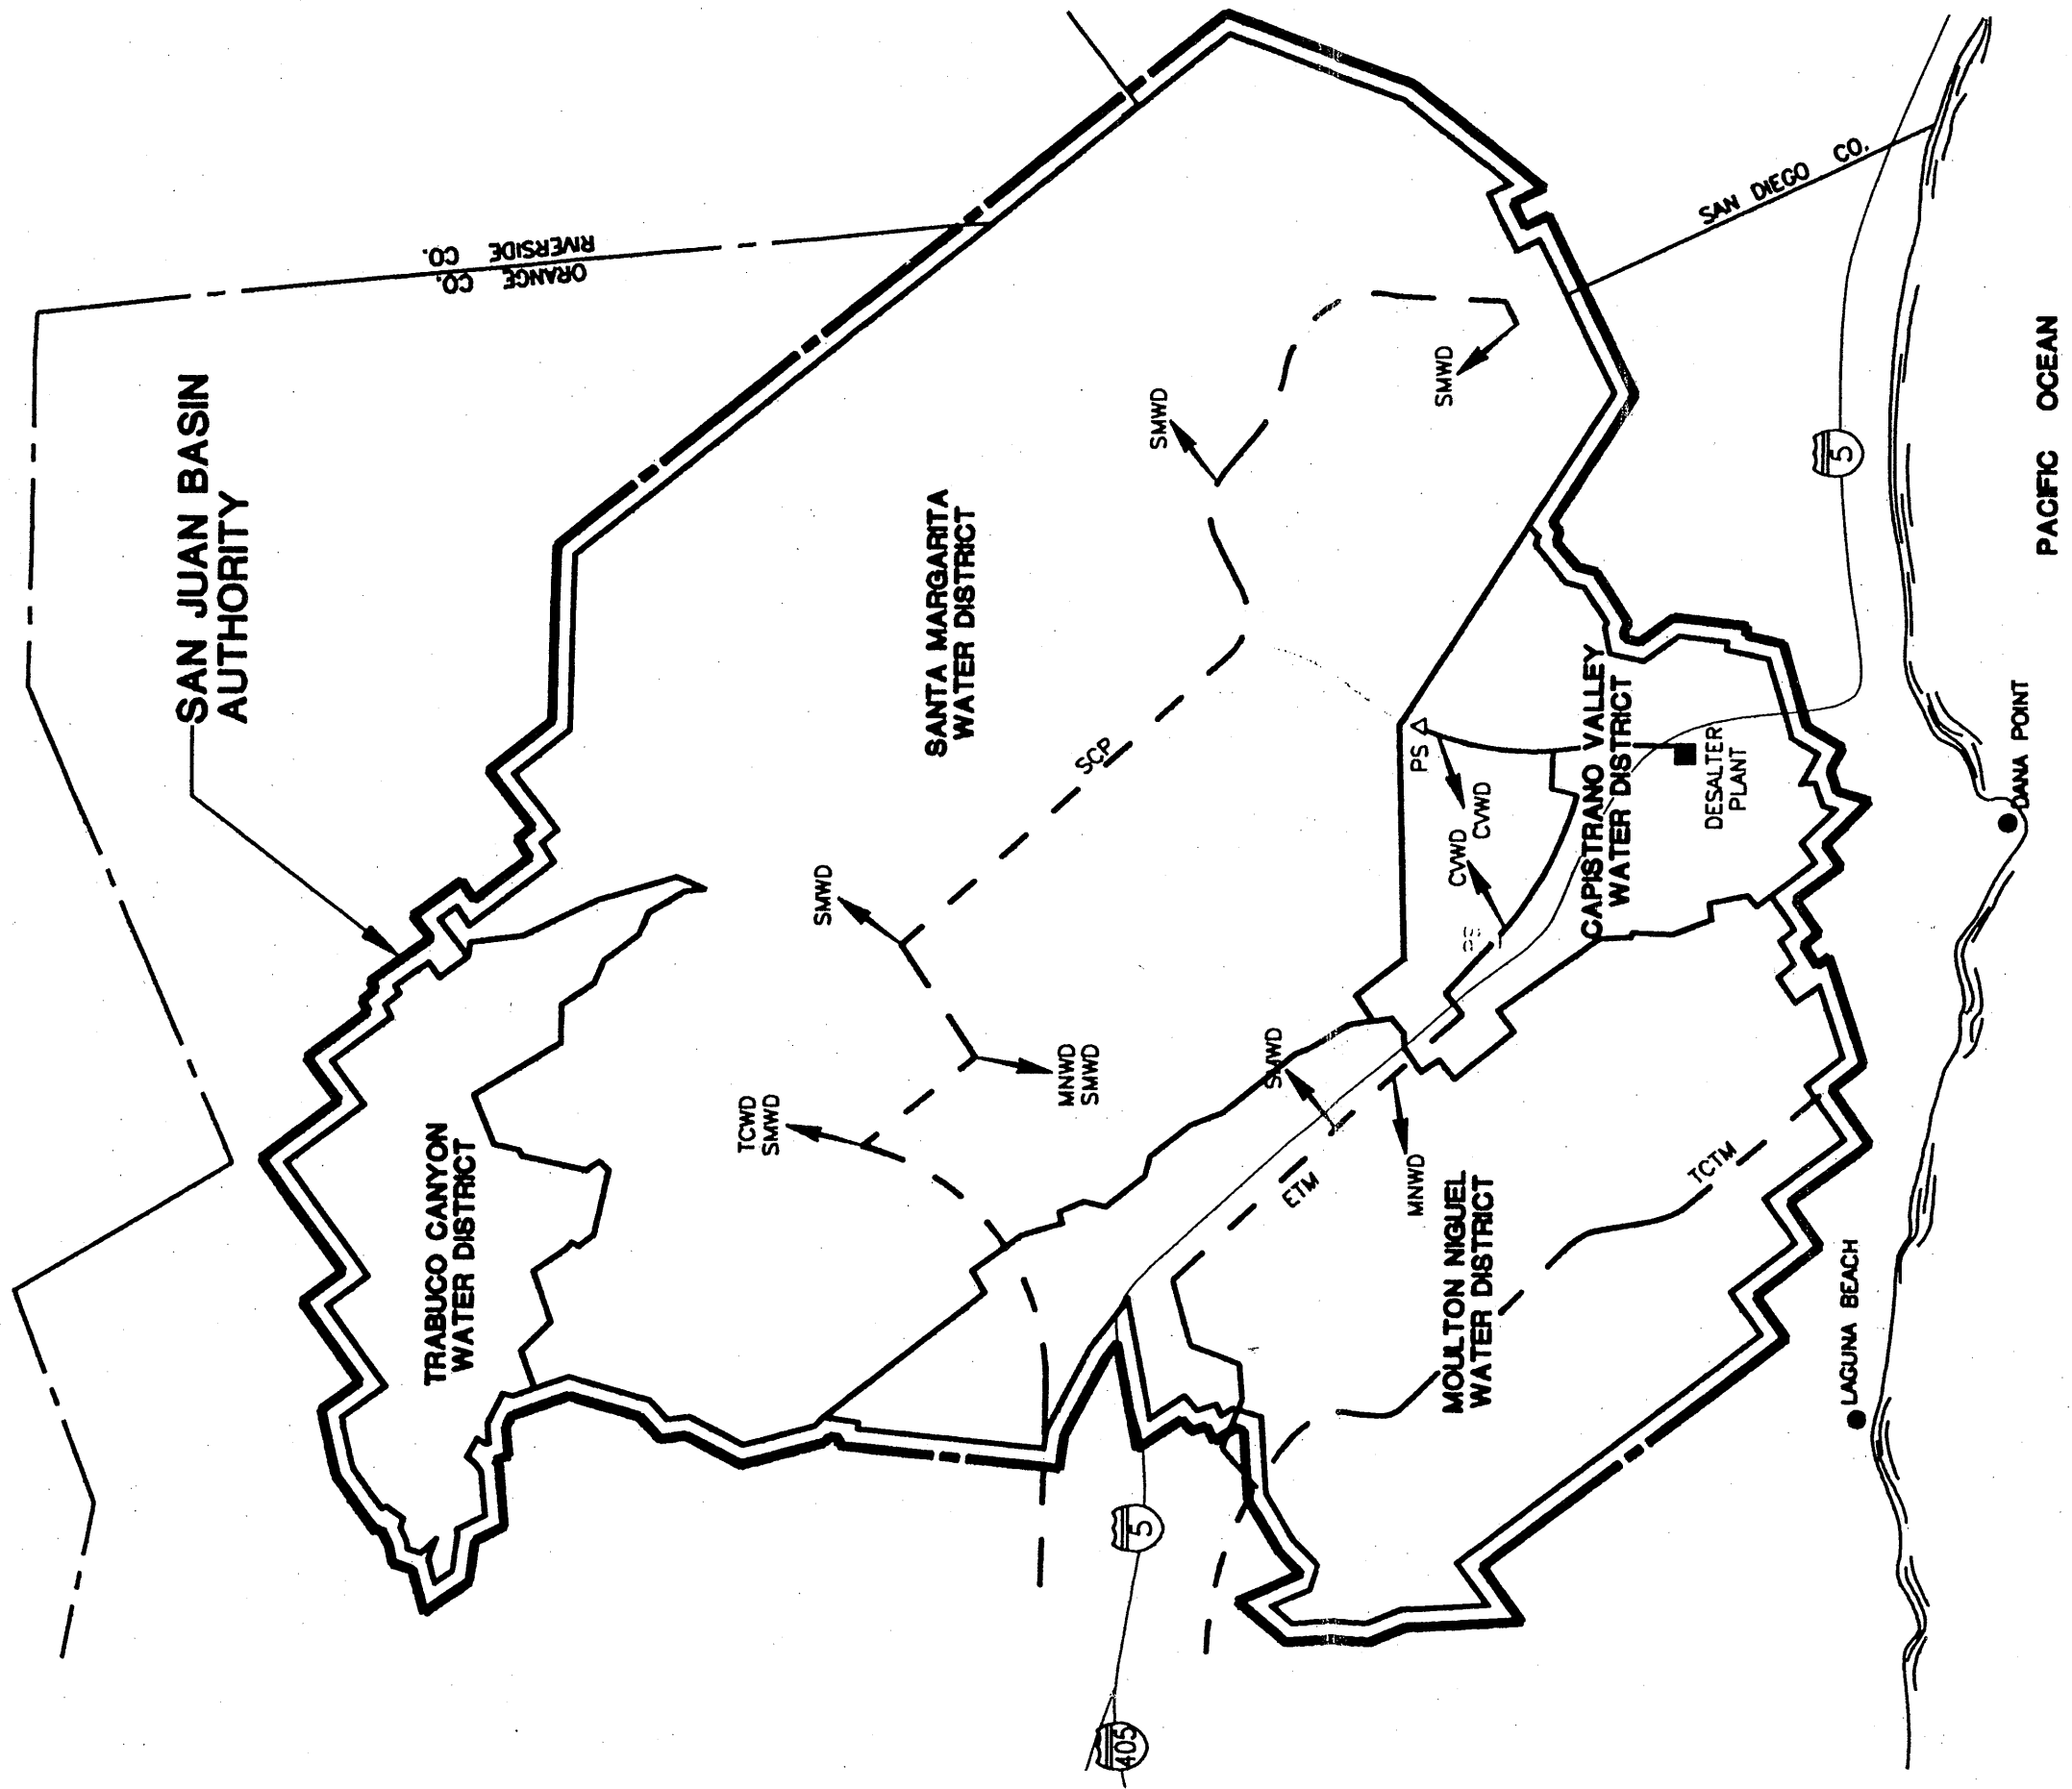 SAN JUAN BASIN
AUTHORITY
RIVERSIDE CO.
ORANGE CO.
TRABUCO CANYON
WATER DISTRICT
SANTA MARGARITA
WATER DISTRICT
TCWD
SMWD
SMWD
MNWD
SMWD
SCP
SMWD
SMWD
SMWD
ETM
MNWD
MOULTON NIGUEL
WATER DISTRICT
TCTM
PS
CVWD
CVWD
PS
CAPISTRANO VALLEY
WATER DISTRICT
DESALTER
PLANT
SAN DIEGO CO.
405
5
5
LAGUNA BEACH
DANA POINT
PACIFIC OCEAN